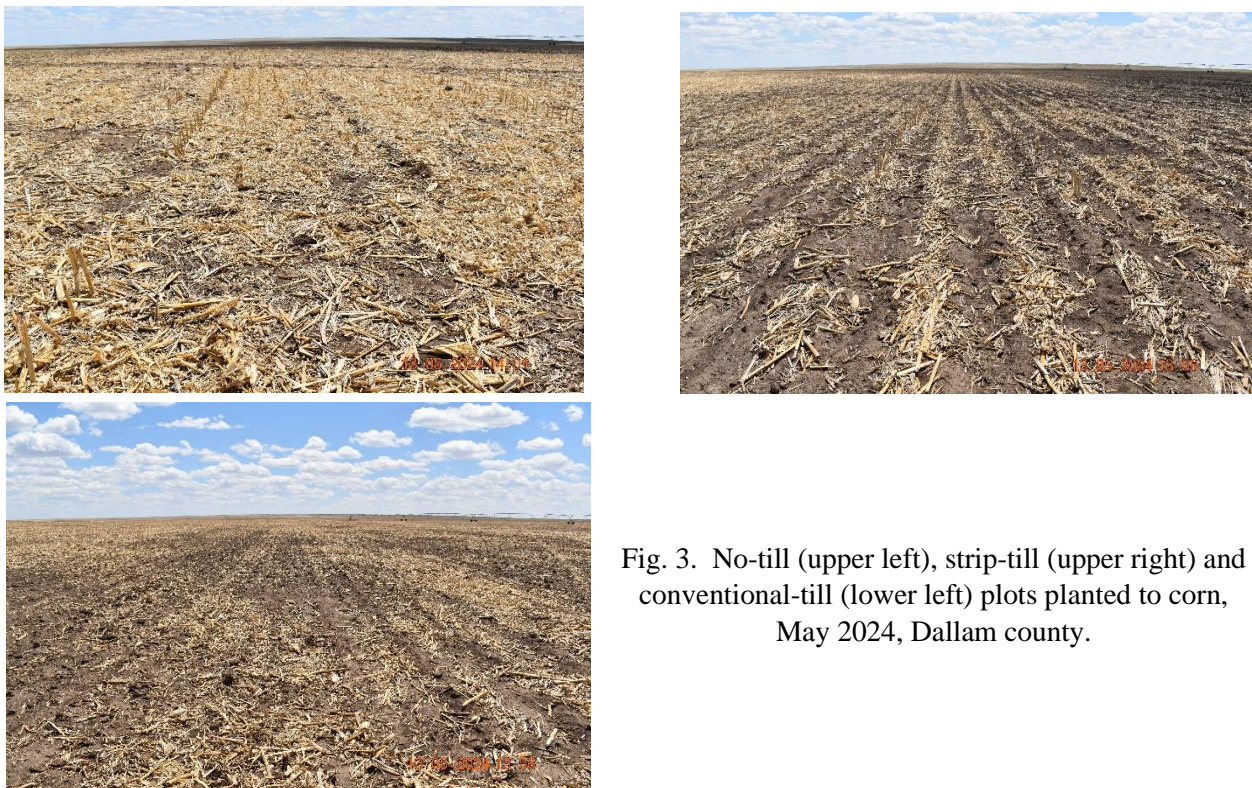 Fig. 3.  No-till (upper left), strip-till (upper right) and
conventional-till (lower left) plots planted to corn,
May 2024, Dallam county.